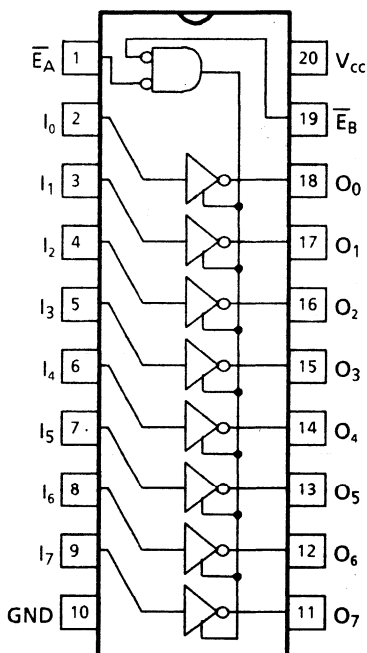 E̅A̅ 1 20 VCC
I0 2 19 E̅B̅
I1 3 18 O0
I2 4 17 O1
I3 5 16 O2
I4 6 15 O3
I5 7 14 O4
I6 8 13 O5
I7 9 12 O6
GND 10 11 O7